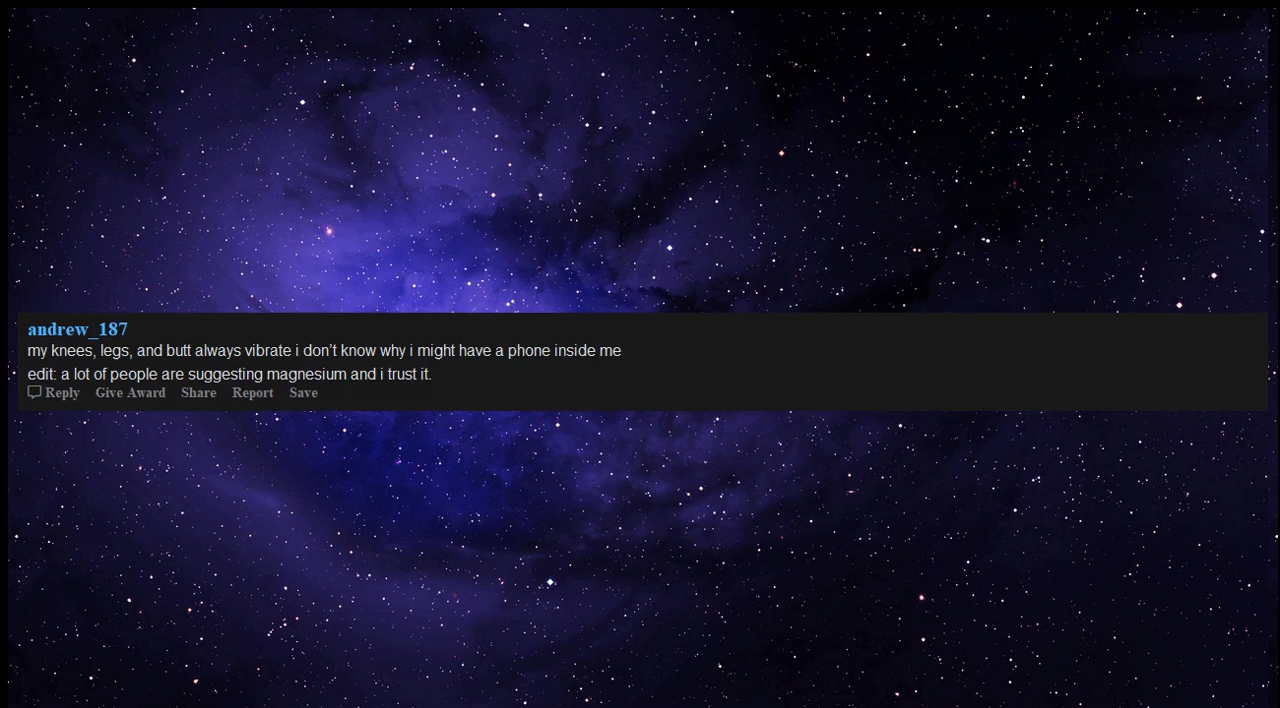 andrew_187
my knees, legs, and butt always vibrate i don’t know why i might have a phone inside me
edit: a lot of people are suggesting magnesium and i trust it.
Reply Give Award Share Report Save